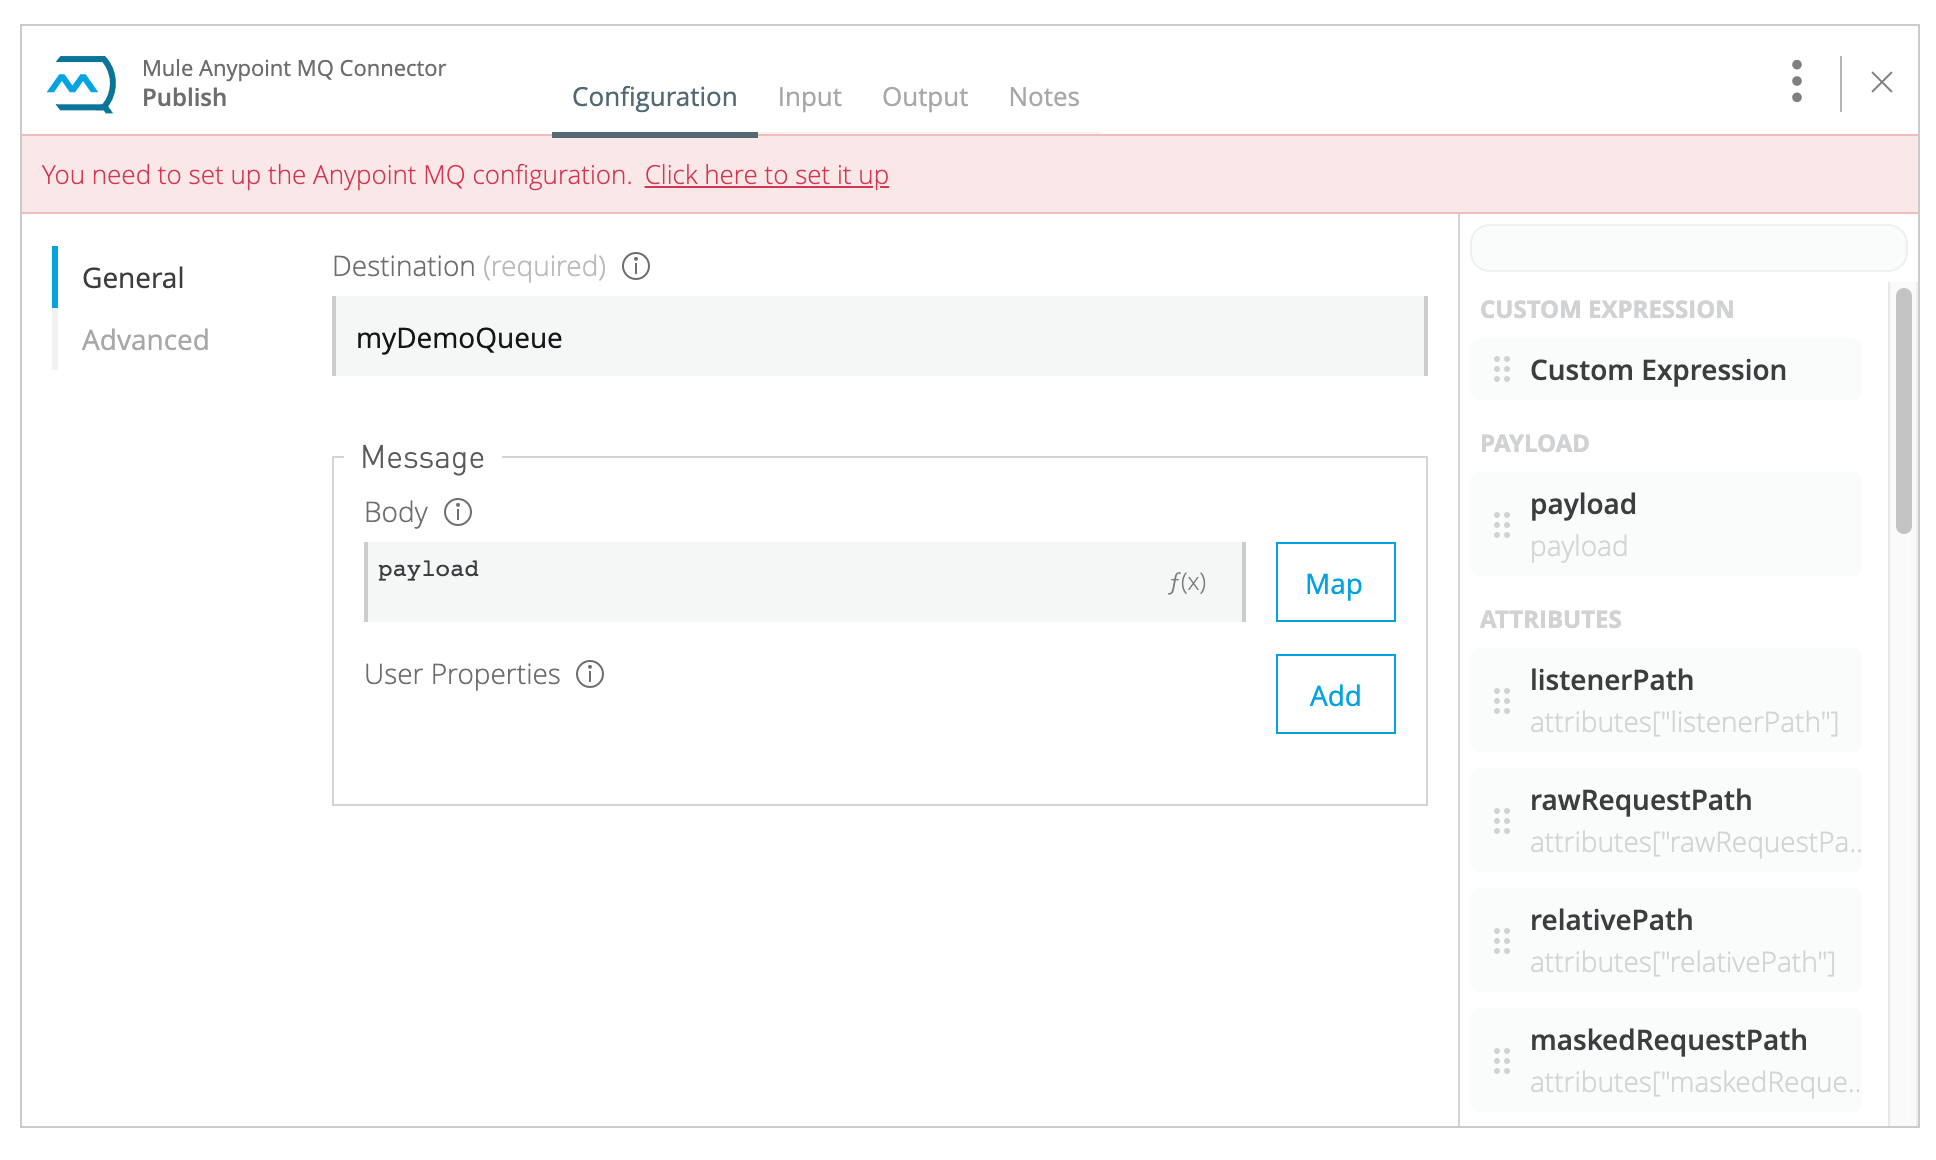 Mule Anypoint MQ Connector
Publish
Configuration
Input
Output
Notes
You need to set up the Anypoint MQ configuration. Click here to set it up
General
Advanced
Destination (required)
myDemoQueue
Message
Body
payload
ƒ(x)
Map
User Properties
Add
CUSTOM EXPRESSION
Custom Expression
PAYLOAD
payload
payload
ATTRIBUTES
listenerPath
attributes["listenerPath"]
rawRequestPath
attributes["rawRequestPa..
relativePath
attributes["relativePath"]
maskedRequestPath
attributes["maskedReque..